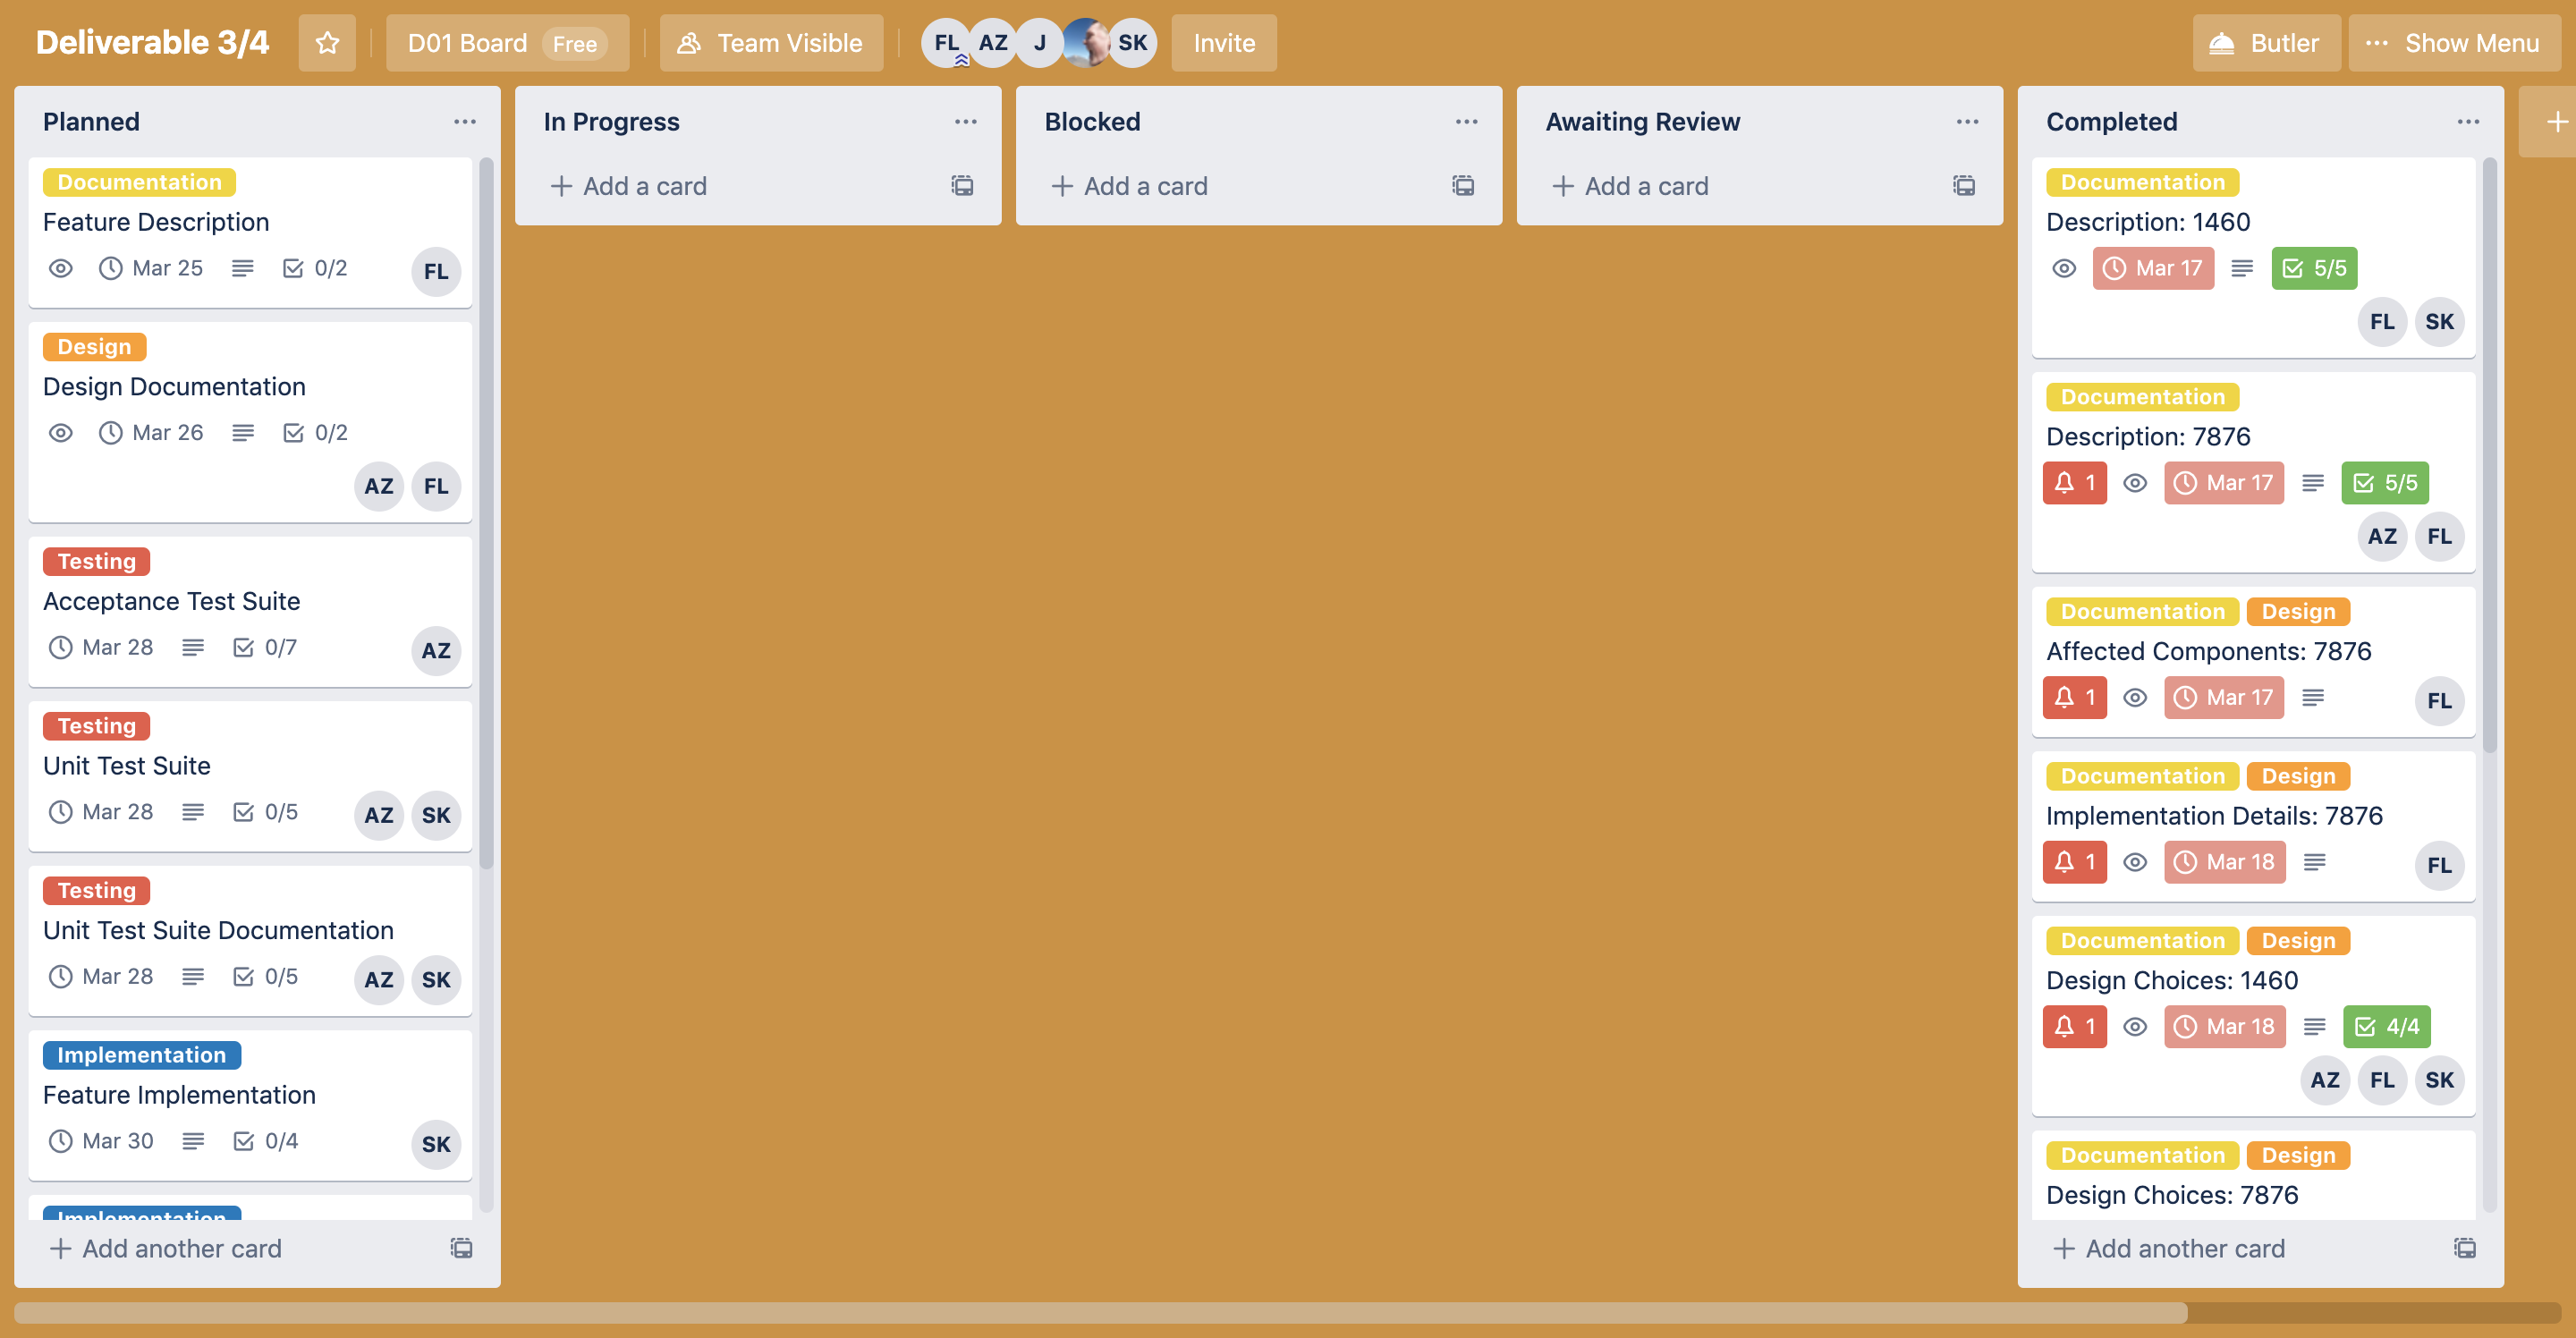 Deliverable 3/4
D01 Board Free
Team Visible
FL AZ J SK
Invite
Butler
··· Show Menu
Planned
Documentation
Feature Description
Mar 25 0/2 FL
Design
Design Documentation
Mar 26 0/2
AZ FL
Testing
Acceptance Test Suite
Mar 28 0/7 AZ
Testing
Unit Test Suite
Mar 28 0/5 AZ SK
Testing
Unit Test Suite Documentation
Mar 28 0/5 AZ SK
Implementation
Feature Implementation
Mar 30 0/4 SK
Implementation
+ Add another card
In Progress
+ Add a card
Blocked
+ Add a card
Awaiting Review
+ Add a card
Completed
Documentation
Description: 1460
Mar 17 5/5
FL SK
Documentation
Description: 7876
1 Mar 17 5/5
AZ FL
Documentation Design
Affected Components: 7876
1 Mar 17 FL
Documentation Design
Implementation Details: 7876
1 Mar 18 FL
Documentation Design
Design Choices: 1460
1 Mar 18 4/4
AZ FL SK
Documentation Design
Design Choices: 7876
+ Add another card